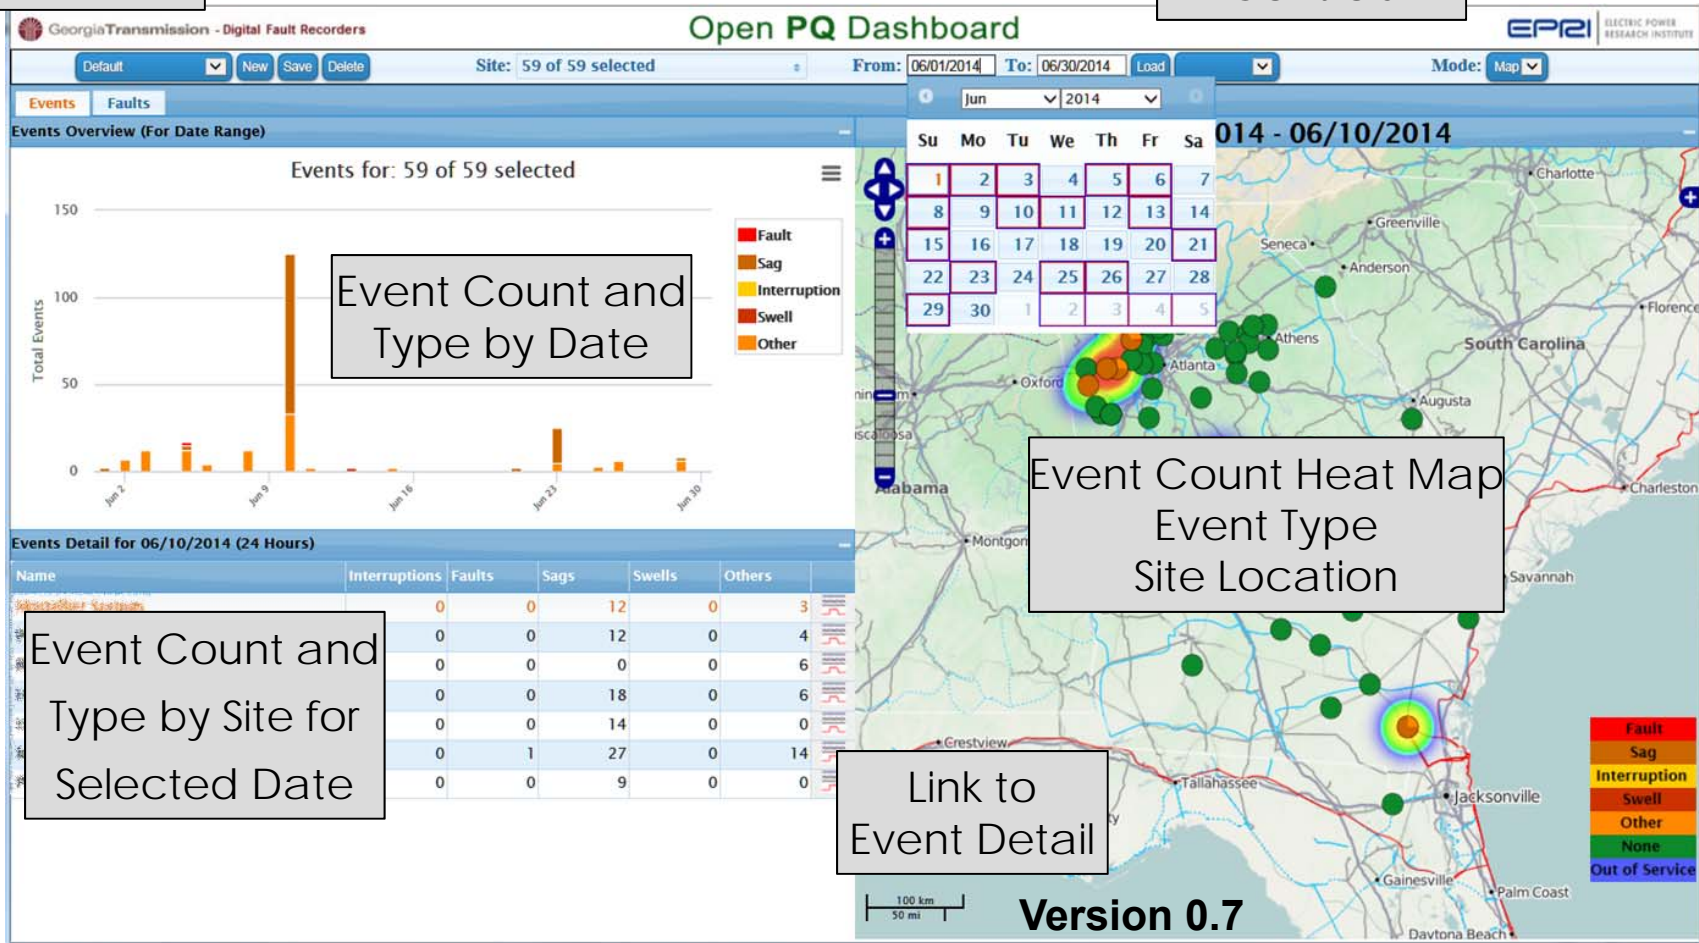 GeorgiaTransmission - Digital Fault Recorders
Open PQ Dashboard
EPRI
ELECTRIC POWER
RESEARCH INSTITUTE
Default New Save Delete Site: 59 of 59 selected From: 06/01/2014 To: 06/30/2014 Load Mode: Map
Events Faults
Events Overview (For Date Range)
014 - 06/10/2014
Jun 2014
Su Mo Tu We Th Fr Sa
1 2 3 4 5 6 7
8 9 10 11 12 13 14
15 16 17 18 19 20 21
22 23 24 25 26 27 28
29 30 1 2 3 4 5
Events for: 59 of 59 selected
150
100
50
0
Total Events
Jun 2 Jun 9 Jun 16 Jun 23 Jun 30
Fault
Sag
Interruption
Swell
Other
Event Count and
Type by Date
Charlotte
Greenville
Seneca
Anderson
Florence
Athens
South Carolina
Atlanta
Oxford
Augusta
Alabama
Charleston
Savannah
Crestview
Tallahassee
Jacksonville
Gainesville
Palm Coast
Daytona Beach
Event Count Heat Map
Event Type
Site Location
Events Detail for 06/10/2014 (24 Hours)
Name Interruptions Faults Sags Swells Others
0 0 12 0 3
0 0 12 0 4
0 0 0 0 6
0 0 18 0 6
0 0 14 0 0
0 1 27 0 14
0 0 9 0 0
Event Count and
Type by Site for
Selected Date
Link to
Event Detail
Fault
Sag
Interruption
Swell
Other
None
Out of Service
100 km
50 mi
Version 0.7